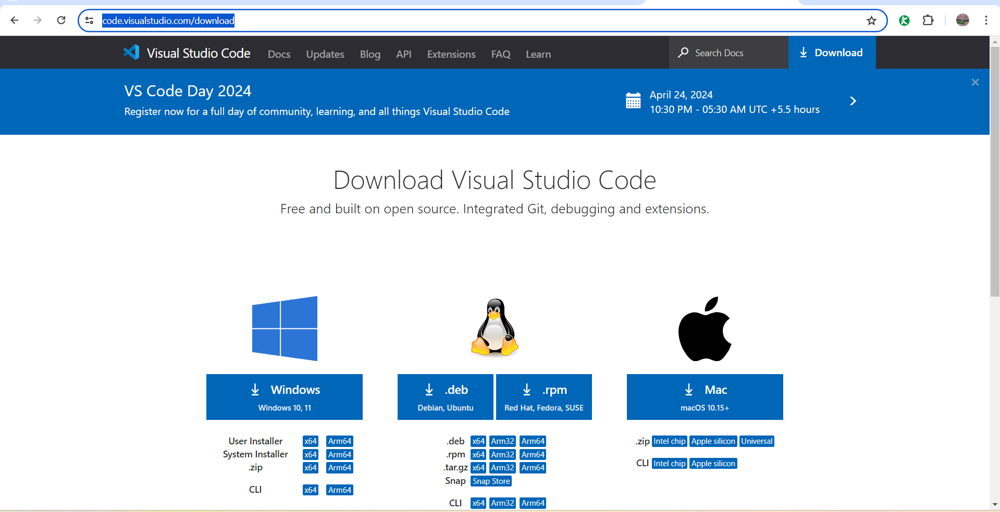 code.visualstudio.com/download
Visual Studio Code Docs Updates Blog API Extensions FAQ Learn Search Docs Download
VS Code Day 2024
Register now for a full day of community, learning, and all things Visual Studio Code
April 24, 2024
10:30 PM - 05:30 AM UTC +5.5 hours
Download Visual Studio Code
Free and built on open source. Integrated Git, debugging and extensions.
Windows
Windows 10, 11
User Installer x64 Arm64
System Installer x64 Arm64
.zip x64 Arm64
CLI x64 Arm64
.deb
Debian, Ubuntu
.rpm
Red Hat, Fedora, SUSE
.deb x64 Arm32 Arm64
.rpm x64 Arm32 Arm64
.tar.gz x64 Arm32 Arm64
Snap Snap Store
CLI x64 Arm32 Arm64
Mac
macOS 10.15+
.zip Intel chip Apple silicon Universal
CLI Intel chip Apple silicon